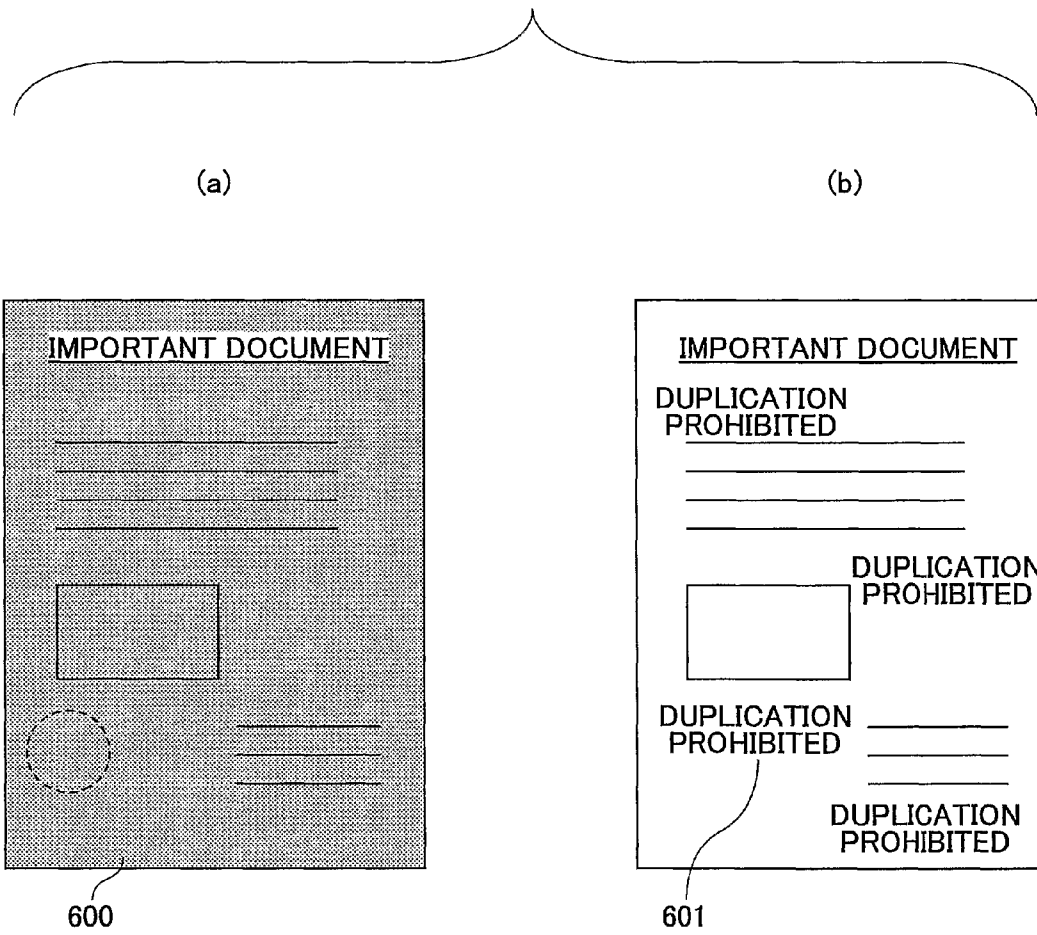 (a)
IMPORTANT DOCUMENT
600
(b)
IMPORTANT DOCUMENT
DUPLICATION
PROHIBITED
DUPLICATION
PROHIBITED
DUPLICATION
PROHIBITED
DUPLICATION
PROHIBITED
601